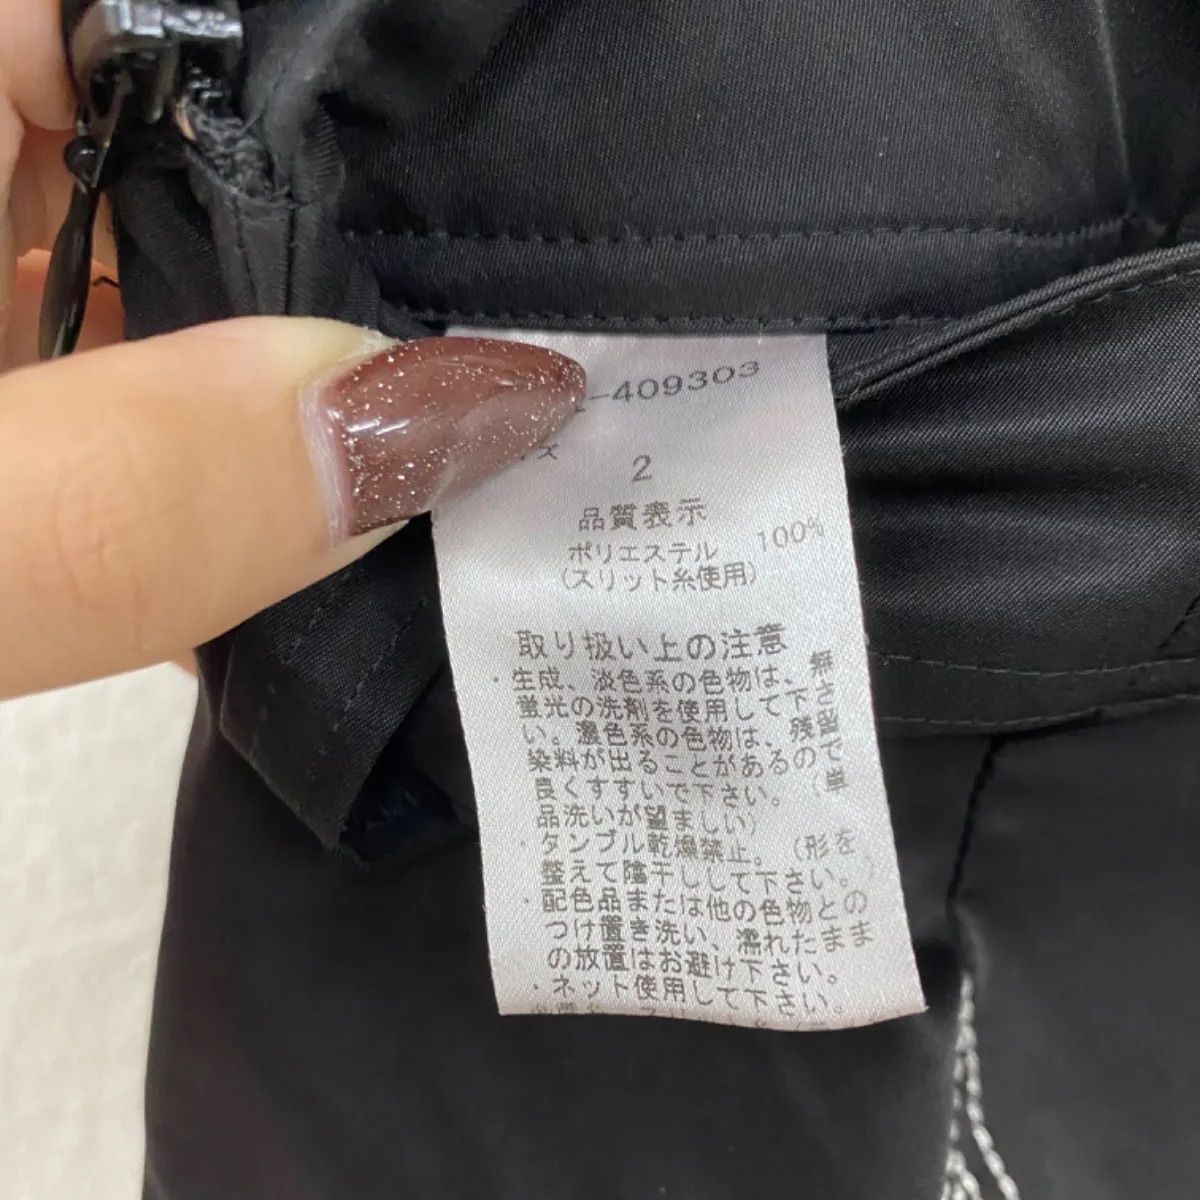 -409303
ズ
2
品質表示
ポリエステル 100%
(スリット糸使用)
取り扱い上の注意
・生成、淡色系の色物は、無
蛍光の洗剤を使用して下さ
い。濃色系の色物は、残留
染料が出ることがあるので
良くすすいで下さい。(単
品洗いが望ましい)
・タンブル乾燥禁止。(形を
整えて陰干しして下さい。)
・配色品または他の色物との
つけ置き洗い、濡れたまま
の放置はお避け下さい。
・ネット使用して下さい。